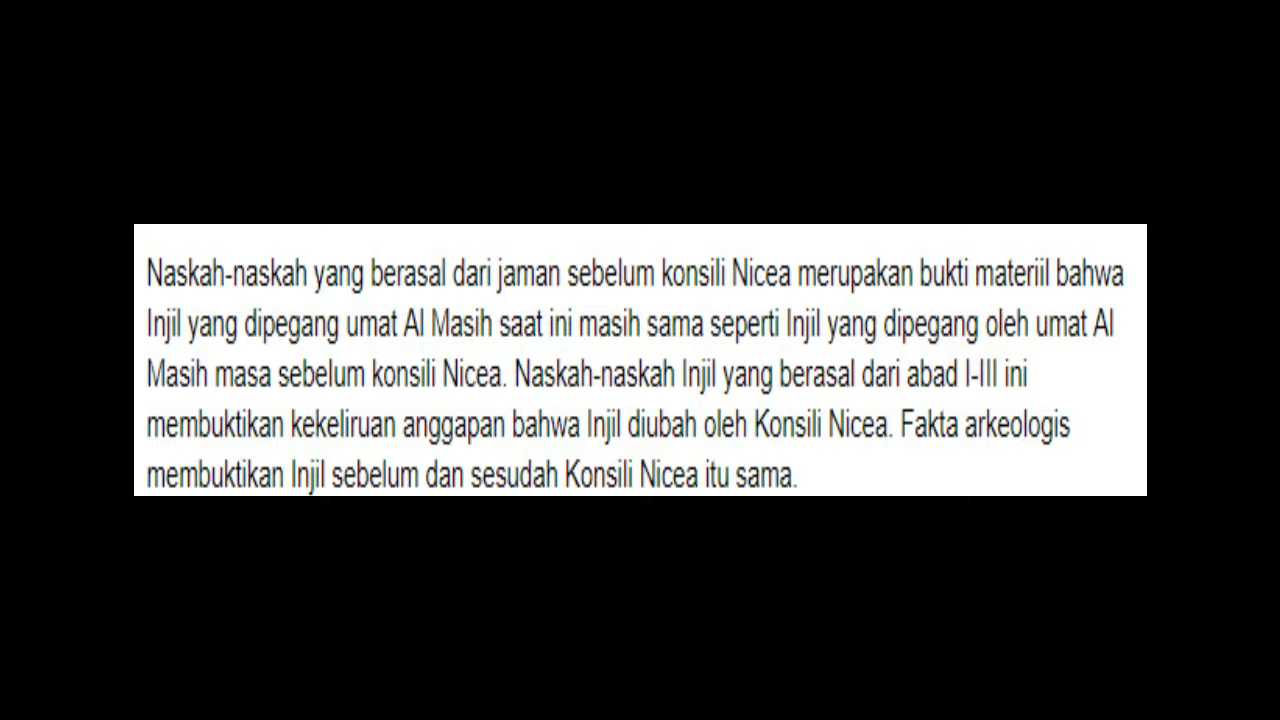 Naskah-naskah yang berasal dari jaman sebelum konsili Nicea merupakan bukti materiil bahwa
Injil yang dipegang umat Al Masih saat ini masih sama seperti Injil yang dipegang oleh umat Al
Masih masa sebelum konsili Nicea. Naskah-naskah Injil yang berasal dari abad I-III ini
membuktikan kekeliruan anggapan bahwa Injil diubah oleh Konsili Nicea. Fakta arkeologis
membuktikan Injil sebelum dan sesudah Konsili Nicea itu sama.